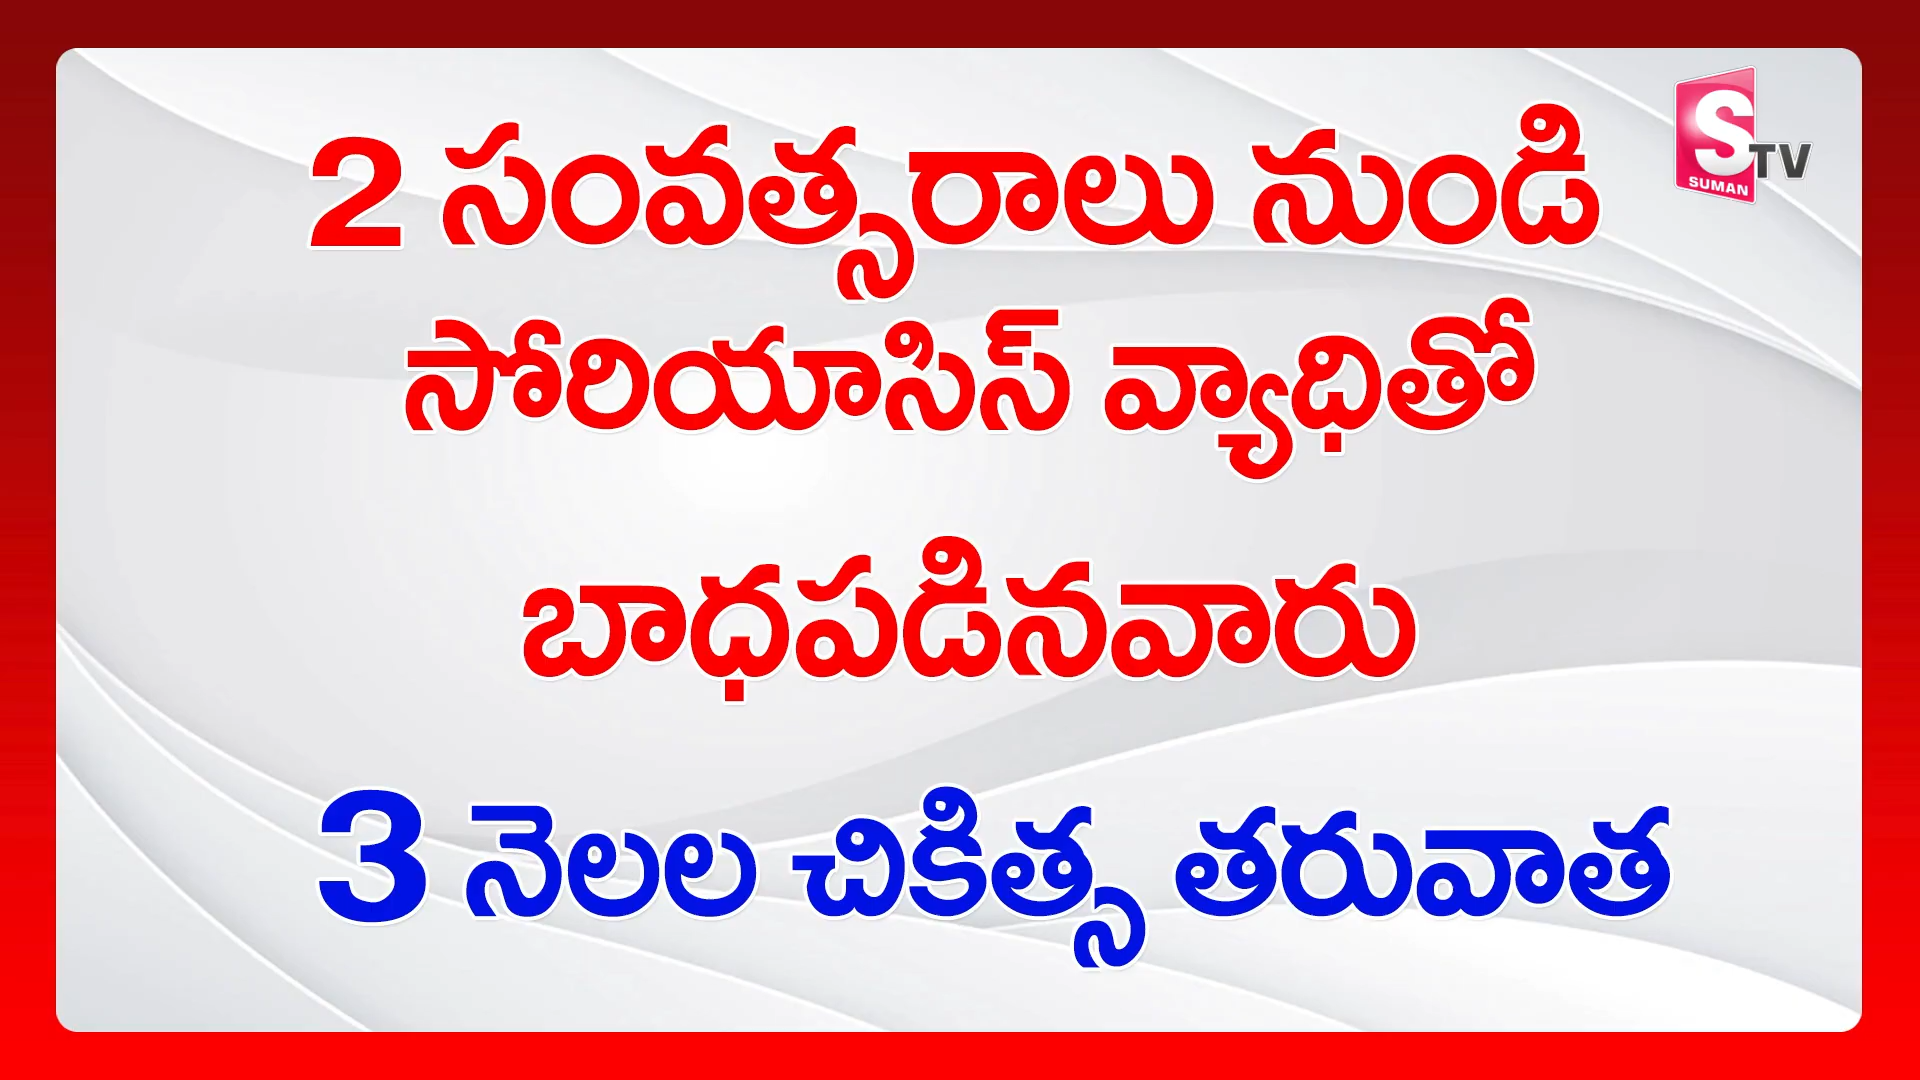 2 సంవత్సరాలు నుండి
సోరియాసిస్ వ్యాధితో
బాధపడినవారు
3 నెలల చికిత్స తరువాత
S TV
SUMAN